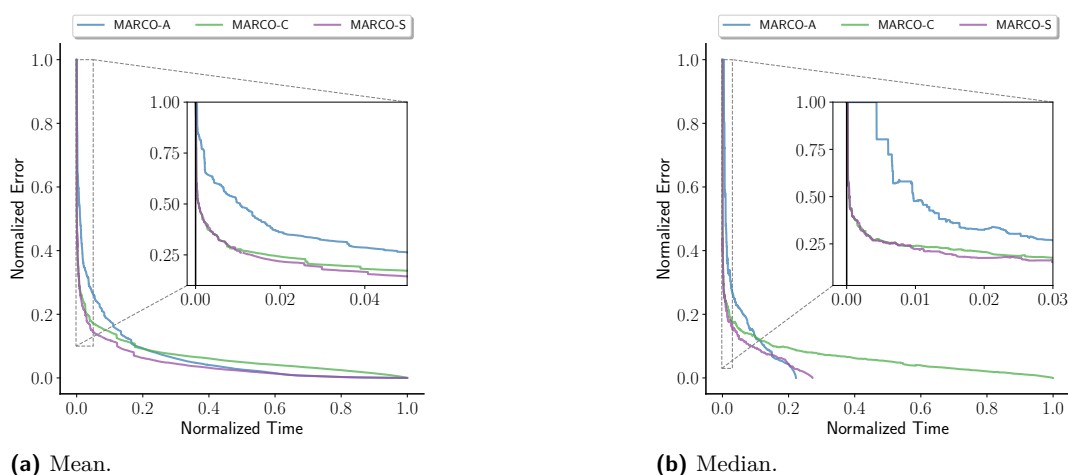 MARCO-A MARCO-C MARCO-S
1.0
0.8
0.6
0.4
0.2
0.0
Normalized Error
1.00
0.75
0.50
0.25
0.00 0.02 0.04
0.0 0.2 0.4 0.6 0.8 1.0
Normalized Time
(a) Mean.
MARCO-A MARCO-C MARCO-S
1.0
0.8
0.6
0.4
0.2
0.0
Normalized Error
1.00
0.75
0.50
0.25
0.00 0.01 0.02 0.03
0.0 0.2 0.4 0.6 0.8 1.0
Normalized Time
(b) Median.